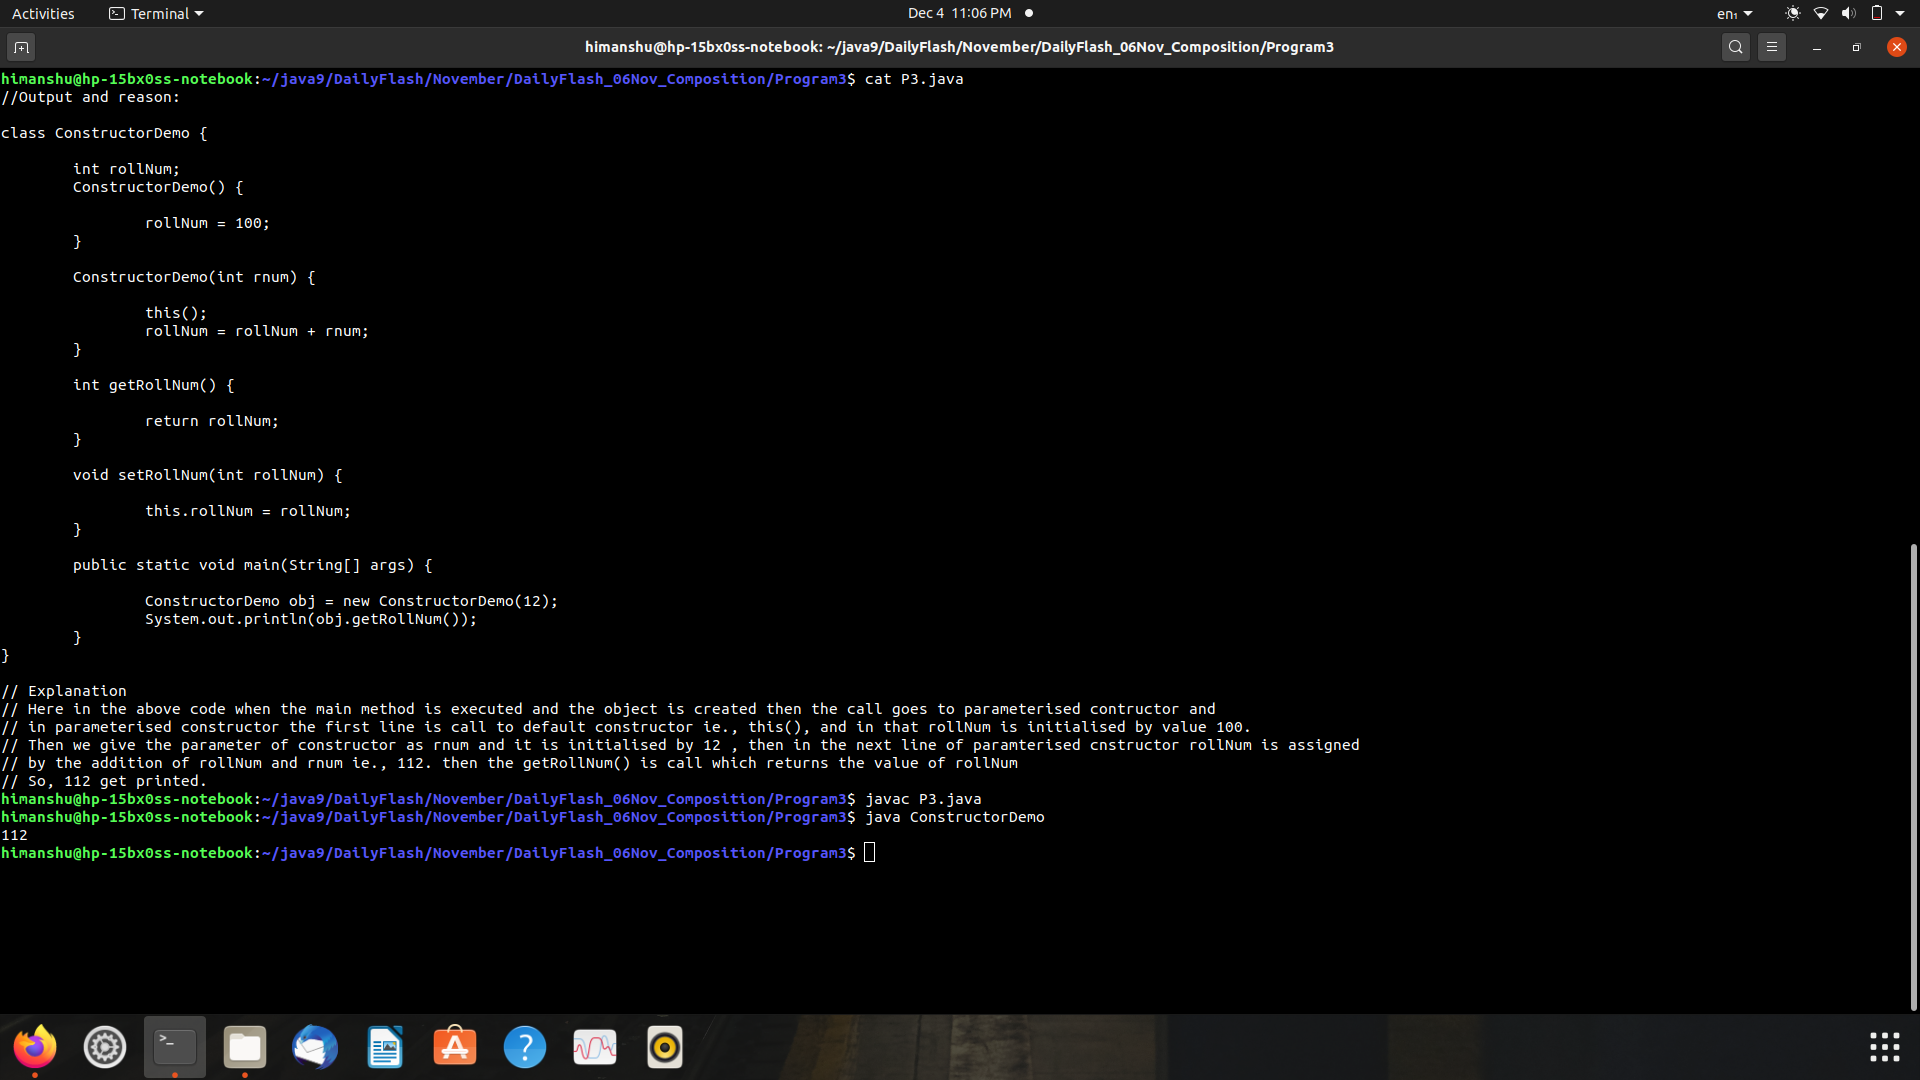 Activities Terminal Dec 4 11:06 PM en₁
himanshu@hp-15bx0ss-notebook: ~/java9/DailyFlash/November/DailyFlash_06Nov_Composition/Program3
himanshu@hp-15bx0ss-notebook:~/java9/DailyFlash/November/DailyFlash_06Nov_Composition/Program3$ cat P3.java
//Output and reason:
class ConstructorDemo {
int rollNum;
ConstructorDemo() {
rollNum = 100;
}
ConstructorDemo(int rnum) {
this();
rollNum = rollNum + rnum;
}
int getRollNum() {
return rollNum;
}
void setRollNum(int rollNum) {
this.rollNum = rollNum;
}
public static void main(String[] args) {
ConstructorDemo obj = new ConstructorDemo(12);
System.out.println(obj.getRollNum());
}
}
// Explanation
// Here in the above code when the main method is executed and the object is created then the call goes to parameterised contructor and
// in parameterised constructor the first line is call to default constructor ie., this(), and in that rollNum is initialised by value 100.
// Then we give the parameter of constructor as rnum and it is initialised by 12 , then in the next line of paramterised cnstructor rollNum is assigned
// by the addition of rollNum and rnum ie., 112. then the getRollNum() is call which returns the value of rollNum
// So, 112 get printed.
himanshu@hp-15bx0ss-notebook:~/java9/DailyFlash/November/DailyFlash_06Nov_Composition/Program3$ javac P3.java
himanshu@hp-15bx0ss-notebook:~/java9/DailyFlash/November/DailyFlash_06Nov_Composition/Program3$ java ConstructorDemo
112
himanshu@hp-15bx0ss-notebook:~/java9/DailyFlash/November/DailyFlash_06Nov_Composition/Program3$